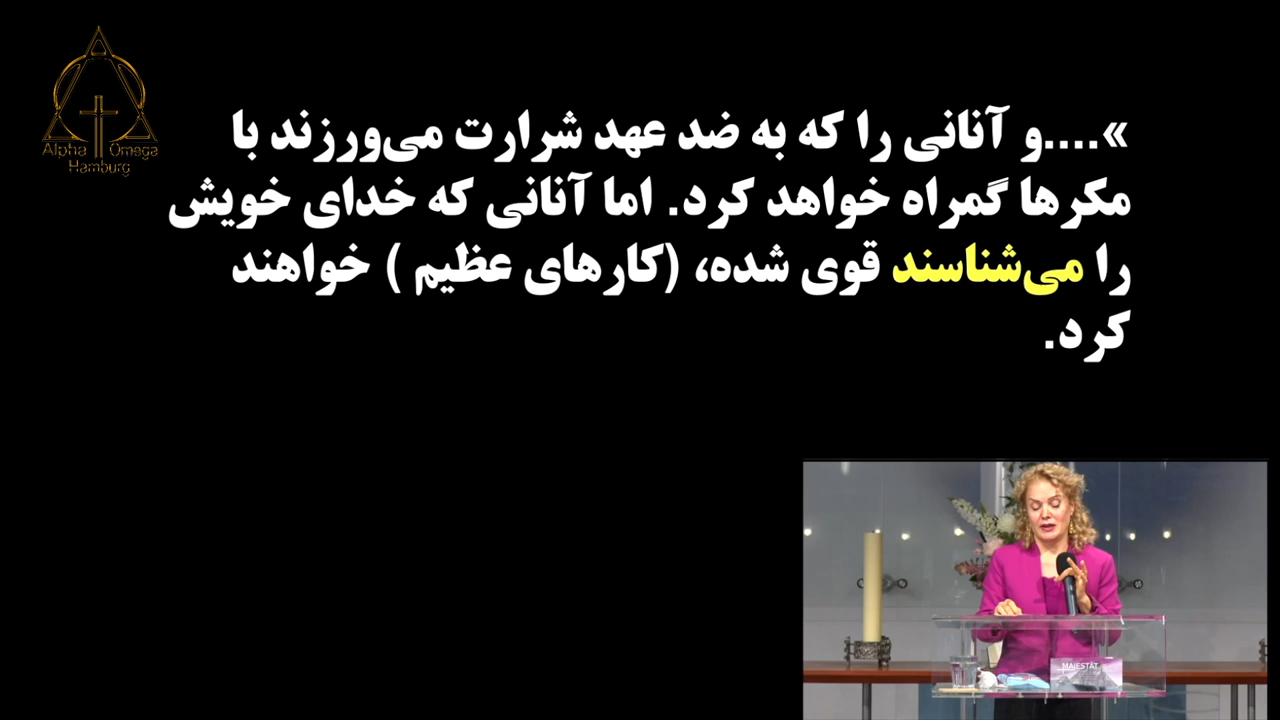 Alpha Omega
Hamburg
«....و آنانی را که به ضد عهد شرارت می‌ورزند با
مکرها گمراه خواهد کرد. اما آنانی که خدای خویش
را می‌شناسند قوی شده، (کارهای عظیم ) خواهند
کرد.
MAJESTÄT